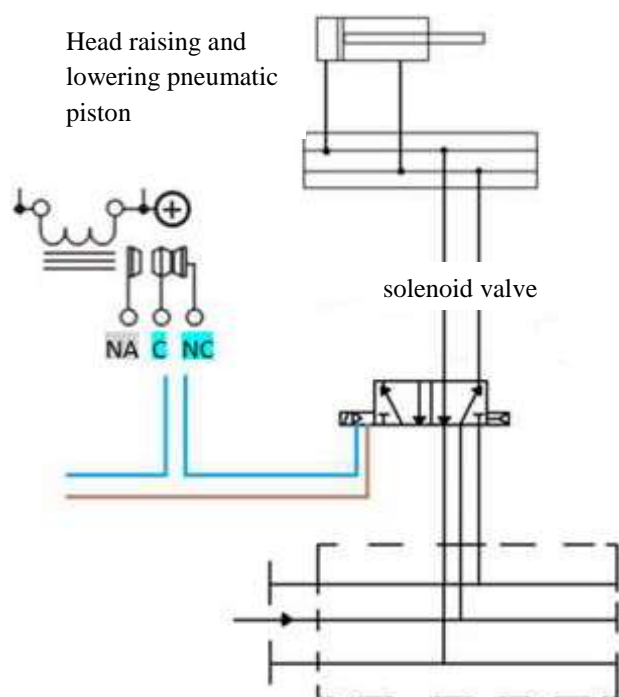 Head raising and
lowering pneumatic
piston
solenoid valve
NA C NC